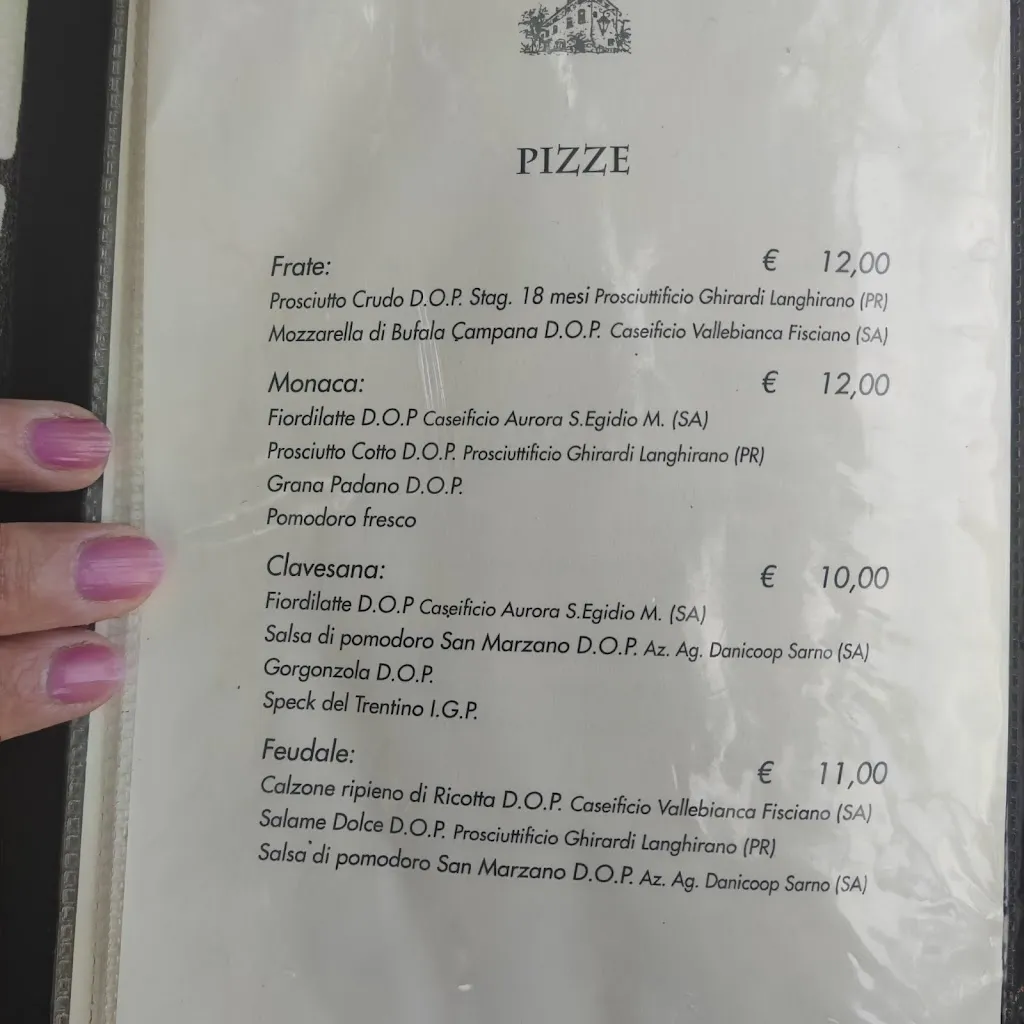 PIZZE
Frate: € 12,00
Prosciutto Crudo D.O.P. Stag. 18 mesi Prosciuttificio Ghirardi Langhirano (PR)
Mozzarella di Bufala Campana D.O.P. Caseificio Vallebianca Fisciano (SA)
Monaca: € 12,00
Fiordilatte D.O.P Caseificio Aurora S.Egidio M. (SA)
Prosciutto Cotto D.O.P. Prosciuttificio Ghirardi Langhirano (PR)
Grana Padano D.O.P.
Pomodoro fresco
Clavesana: € 10,00
Fiordilatte D.O.P Caseificio Aurora S.Egidio M. (SA)
Salsa di pomodoro San Marzano D.O.P. Az. Ag. Danicoop Sarno (SA)
Gorgonzola D.O.P.
Speck del Trentino I.G.P.
Feudale: € 11,00
Calzone ripieno di Ricotta D.O.P. Caseificio Vallebianca Fisciano (SA)
Salame Dolce D.O.P. Prosciuttificio Ghirardi Langhirano (PR)
Salsa di pomodoro San Marzano D.O.P. Az. Ag. Danicoop Sarno (SA)